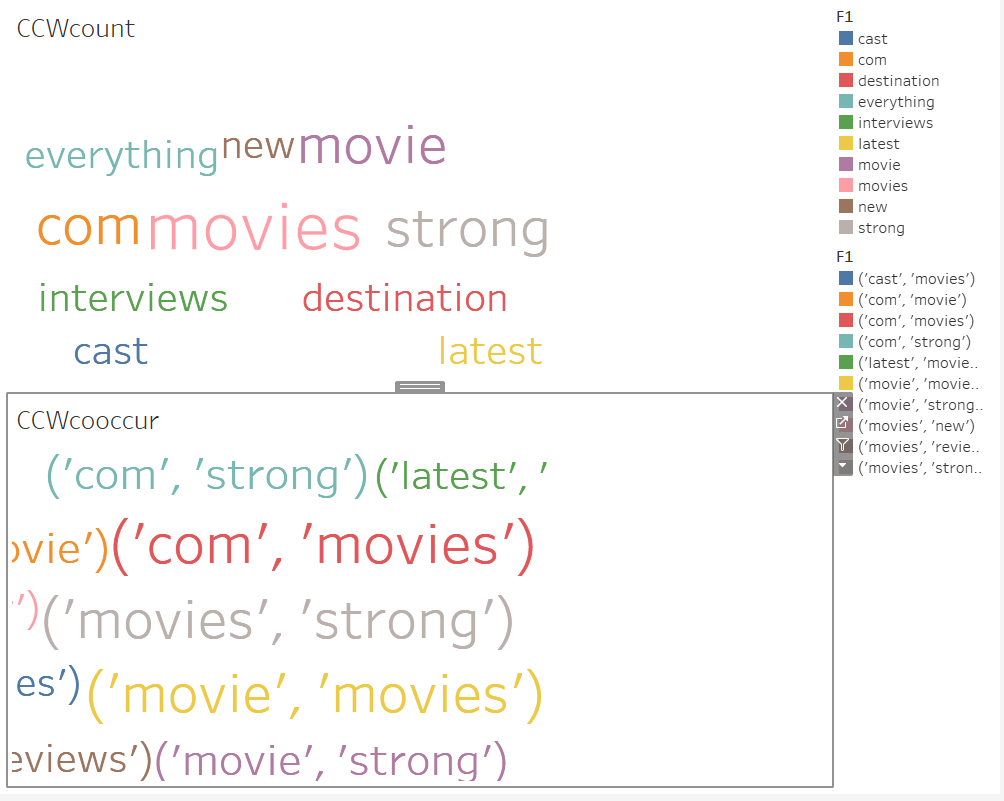 CCWcount
everything new movie
com movies strong
interviews destination
cast latest
F1
cast
com
destination
everything
interviews
latest
movie
movies
new
strong
F1
('cast', 'movies')
('com', 'movie')
('com', 'movies')
('com', 'strong')
('latest', 'movie..
('movie', 'movie..
('movie', 'strong..
('movies', 'new')
('movies', 'revie..
('movies', 'stron..
CCWcooccur
('com', 'strong') ('latest', '
ovie') ('com', 'movies')
') ('movies', 'strong')
es') ('movie', 'movies')
eviews') ('movie', 'strong')